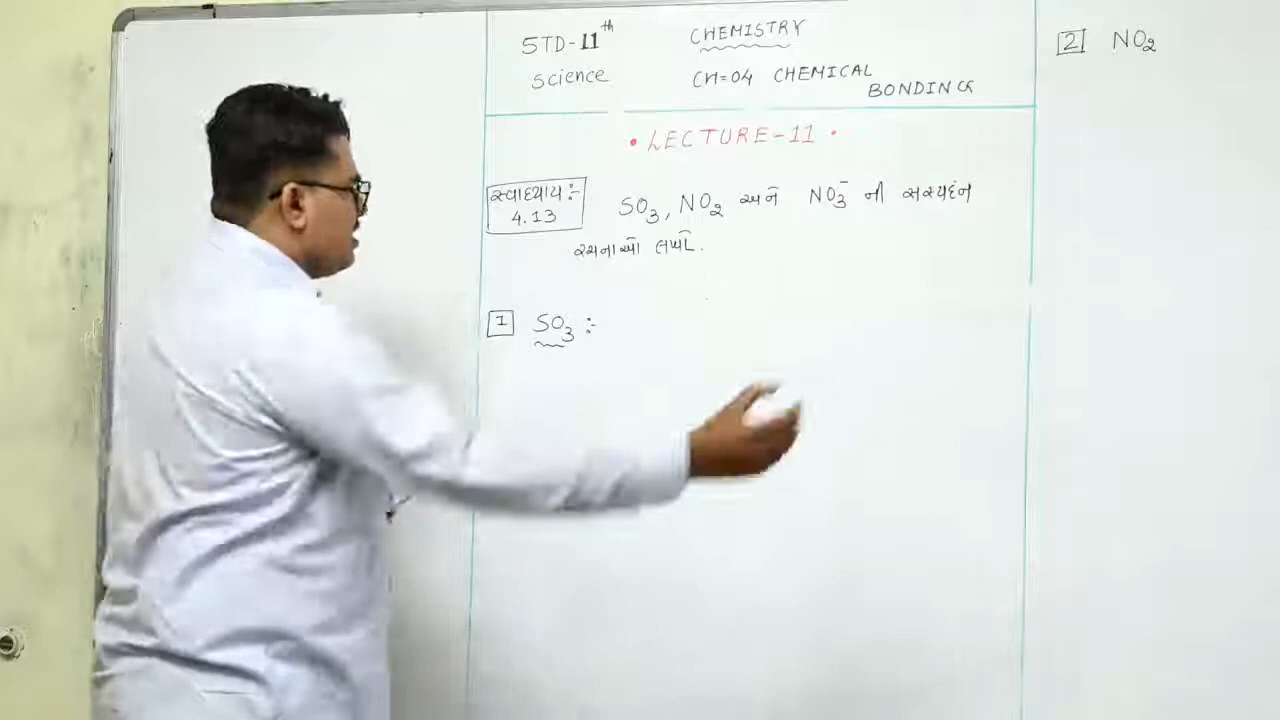 STD-11th
Science
CHEMISTRY
CH=04 CHEMICAL
BONDING
• LECTURE-11 •
સ્વાધ્યાય:-
4.13
SO3, NO2 અને NO3⁻ ની સસ્પંદન
રચનાઓ લખો.
1 SO3 :-
2 NO2